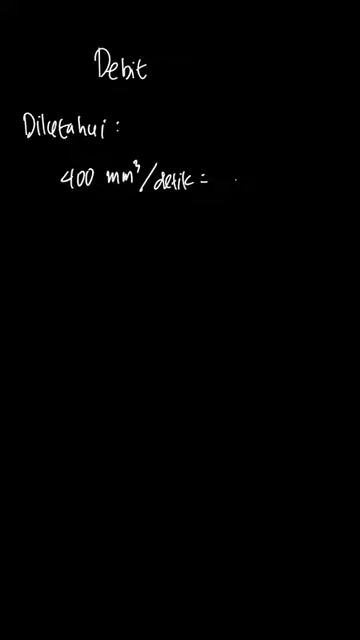 Debit
Diketahui :
400 mm³/detik =